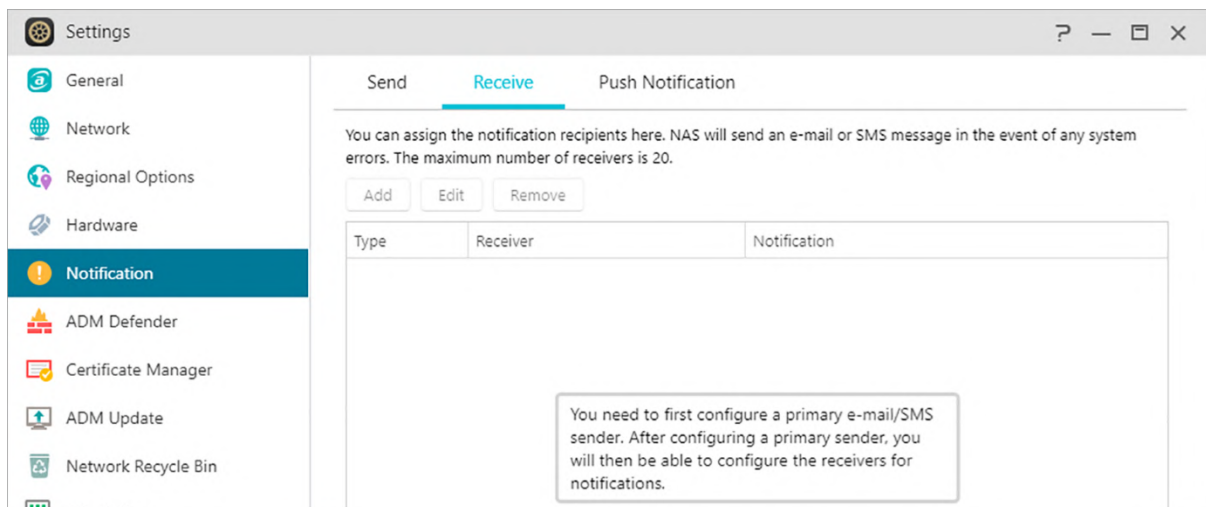 Settings
General
Network
Regional Options
Hardware
Notification
ADM Defender
Certificate Manager
ADM Update
Network Recycle Bin
Send Receive Push Notification
You can assign the notification recipients here. NAS will send an e-mail or SMS message in the event of any system
errors. The maximum number of receivers is 20.
Add Edit Remove
Type Receiver Notification
You need to first configure a primary e-mail/SMS
sender. After configuring a primary sender, you
will then be able to configure the receivers for
notifications.